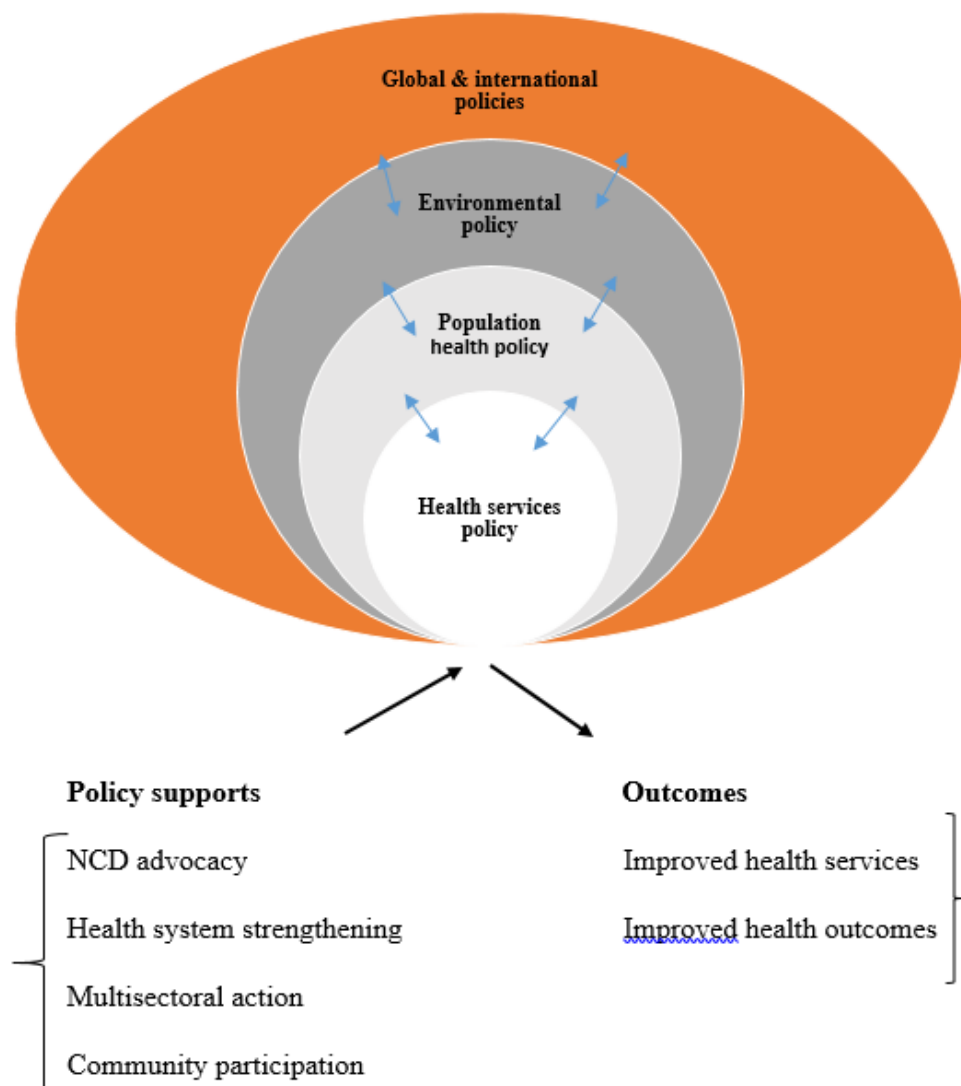 Global & international
policies
Environmental
policy
Population
health policy
Health services
policy
Policy supports
NCD advocacy
Health system strengthening
Multisectoral action
Community participation
Outcomes
Improved health services
Improved health outcomes